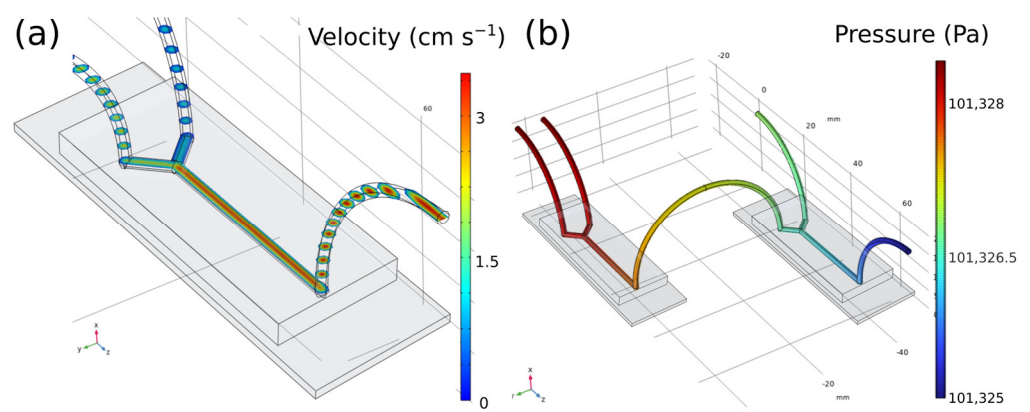 (a)
Velocity (cm s⁻¹)
3
1.5
0
60
x
y
z
(b)
Pressure (Pa)
101,328
101,326.5
101,325
-20
0
mm
20
40
60
-40
-20
mm
x
z